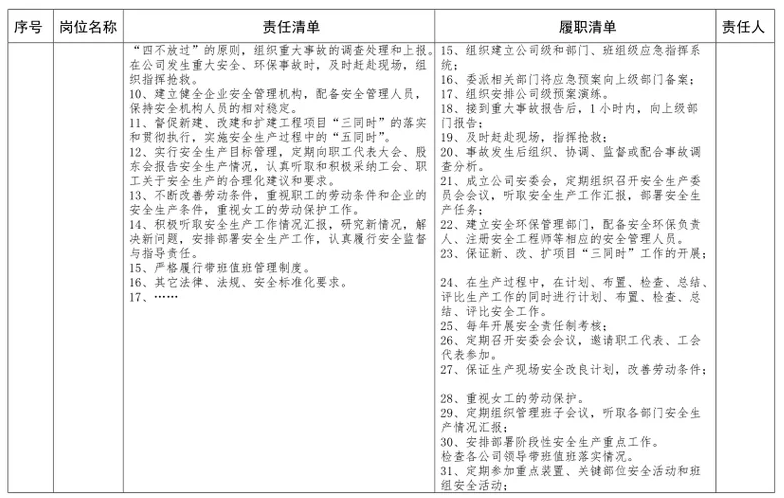 序号
岗位名称
责任清单
履职清单
责任人
“四不放过”的原则，组织重大事故的调查处理和上报。
在公司发生重大安全、环保事故时，及时赶赴现场，组
织指挥抢救。
10、建立健全企业安全管理机构，配备安全管理人员，
保持安全机构人员的相对稳定。
11、督促新建、改建和扩建工程项目“三同时”的落实
和贯彻执行，实施安全生产过程中的“五同时”。
12、实行安全生产目标管理，定期向职工代表大会、股
东会报告安全生产情况，认真听取和积极采纳工会、职
工关于安全生产的合理化建议和要求。
13、不断改善劳动条件，重视职工的劳动条件和企业的
安全生产条件，重视女工的劳动保护工作。
14、积极听取安全生产工作情况汇报，研究新情况，解
决新问题，安排部署安全生产工作，认真履行安全监督
与指导责任。
15、严格履行带班值班管理制度。
16、其它法律、法规、安全标准化要求。
17、……
15、组织建立公司级和部门、班组级应急指挥系
统；
16、委派相关部门将应急预案向上级部门备案；
17、组织安排公司级预案演练。
18、接到重大事故报告后，1小时内，向上级部
门报告；
19、及时赶赴现场，指挥抢救；
20、事故发生后组织、协调、监督或配合事故调
查分析。
21、成立公司安委会，定期组织召开安全生产委
员会会议，听取安全生产工作汇报，部署安全生
产任务；
22、建立安全环保管理部门，配备安全环保负责
人、注册安全工程师等相应的安全管理人员。
23、保证新、改、扩项目“三同时”工作的开展；
24、在生产过程中，在计划、布置、检查、总结、
评比生产工作的同时进行计划、布置、检查、总
结、评比安全工作。
25、每年开展安全责任制考核；
26、定期召开安委会会议，邀请职工代表、工会
代表参加。
27、保证生产现场安全改良计划，改善劳动条件；
28、重视女工的劳动保护。
29、定期组织管理班子会议，听取各部门安全生
产情况汇报；
30、安排部署阶段性安全生产重点工作。
检查各公司领导带班值班落实情况。
31、定期参加重点装置、关键部位安全活动和班
组安全活动；